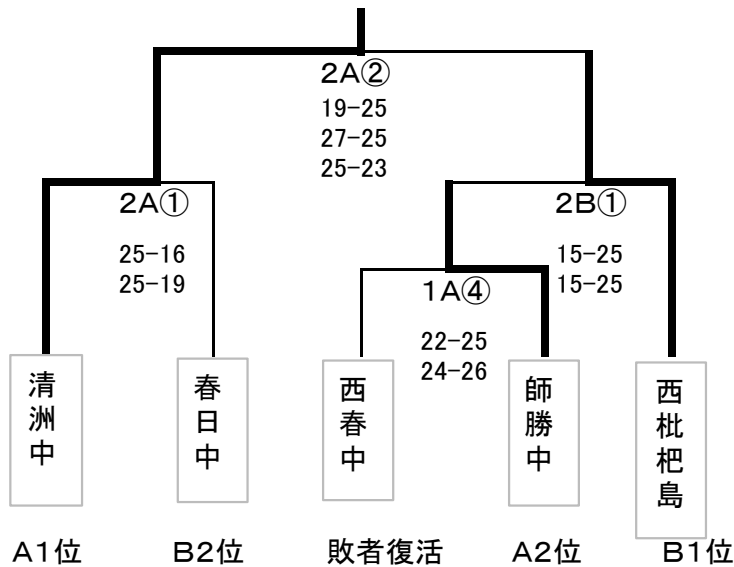 2A②
19-25
27-25
25-23
2A①
25-16
25-19
2B①
15-25
15-25
1A④
22-25
24-26
清洲中
春日中
西春中
師勝中
西枇杷島
A1位
B2位
敗者復活
A2位
B1位